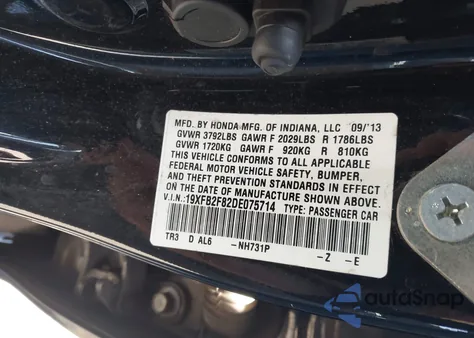 MFD. BY HONDA MFG. OF INDIANA, LLC 09/13
GVWR 3792LBS GAWR F 2029LBS R 1786LBS
GVWR 1720KG GAWR F 920KG R 810KG
THIS VEHICLE CONFORMS TO ALL APPLICABLE
FEDERAL MOTOR VEHICLE SAFETY, BUMPER,
AND THEFT PREVENTION STANDARDS IN EFFECT
ON THE DATE OF MANUFACTURE SHOWN ABOVE.
V.I.N.:19XFB2F82DE075714 TYPE: PASSENGER CAR
TR3 D AL6 -NH731P -Z -E
autoSnap